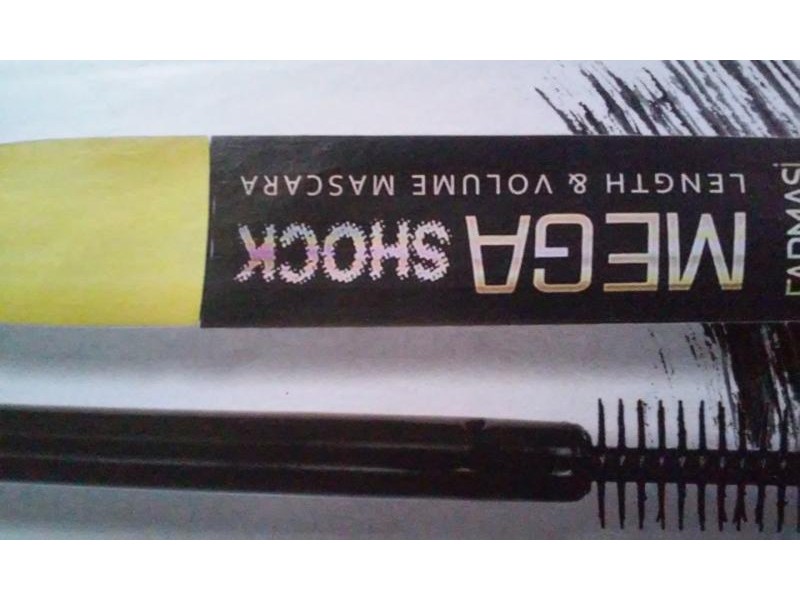 FARMASi
MEGA SHOCK
LENGTH & VOLUME MASCARA